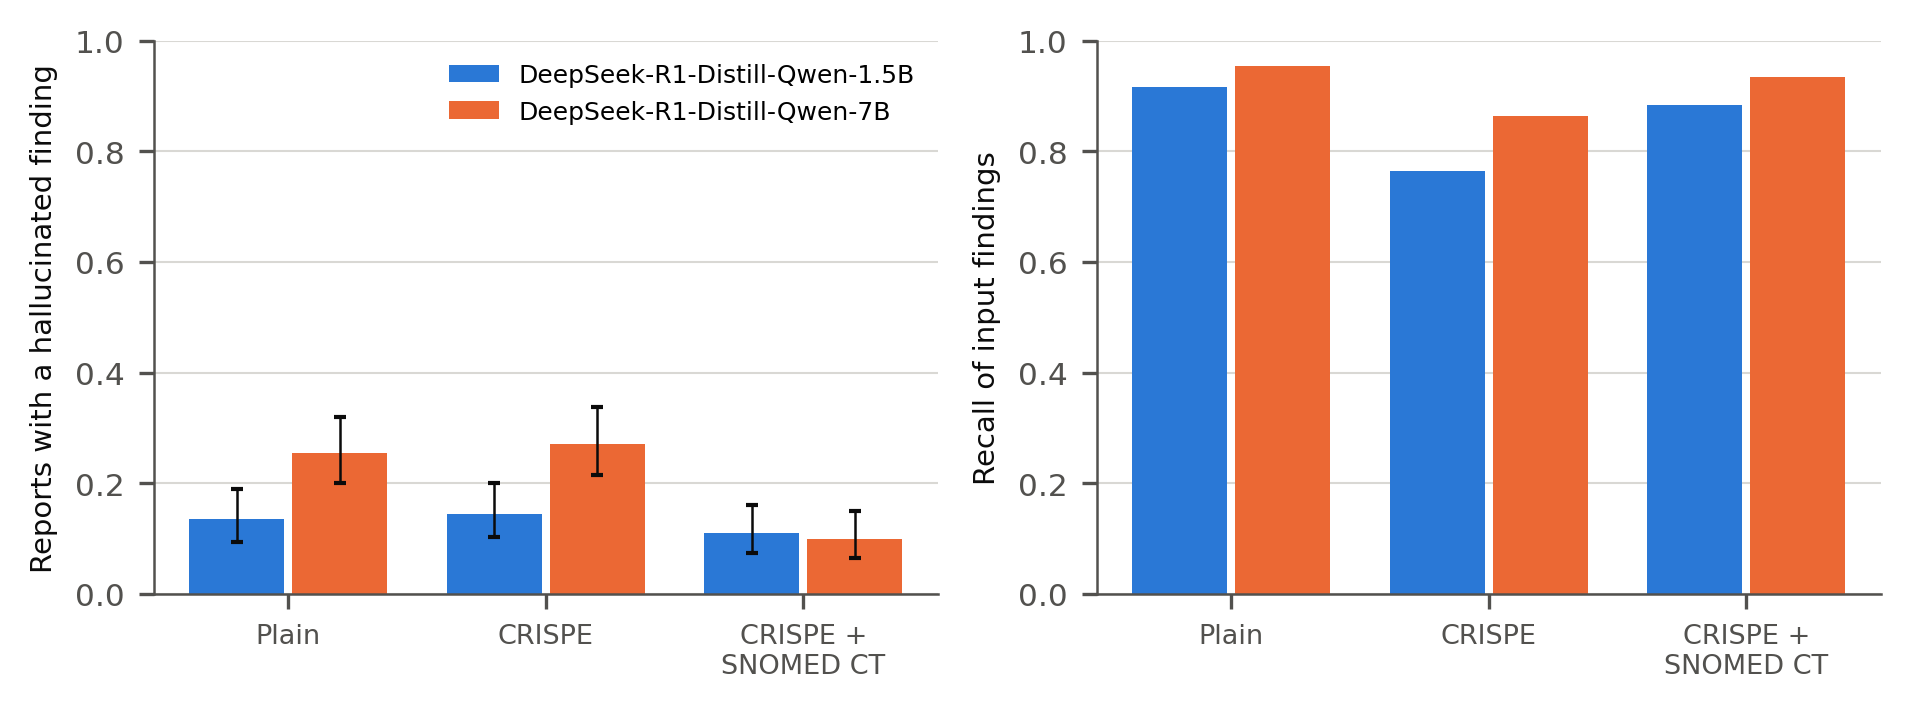 Reports with a hallucinated finding
1.0
0.8
0.6
0.4
0.2
0.0
DeepSeek-R1-Distill-Qwen-1.5B
DeepSeek-R1-Distill-Qwen-7B
Plain
CRISPE
CRISPE +
SNOMED CT
Recall of input findings
1.0
0.8
0.6
0.4
0.2
0.0
Plain
CRISPE
CRISPE +
SNOMED CT